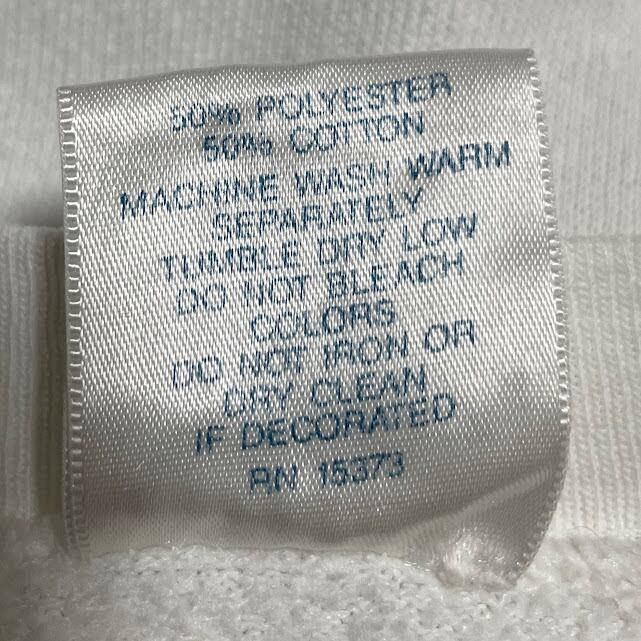 50% POLYESTER
50% COTTON
MACHINE WASH WARM
SEPARATELY
TUMBLE DRY LOW
DO NOT BLEACH
COLORS
DO NOT IRON OR
DRY CLEAN
IF DECORATED
RN 15373